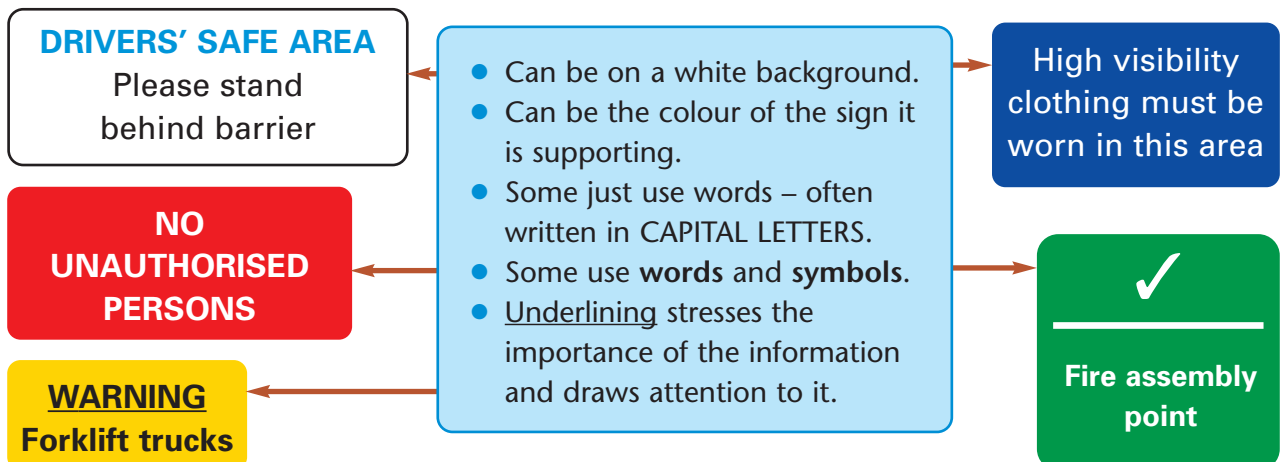 DRIVERS’ SAFE AREA
Please stand
behind barrier
NO
UNAUTHORISED
PERSONS
WARNING
Forklift trucks
● Can be on a white background.
● Can be the colour of the sign it
is supporting.
● Some just use words – often
written in CAPITAL LETTERS.
● Some use words and symbols.
● Underlining stresses the
importance of the information
and draws attention to it.
High visibility
clothing must be
worn in this area
✓
Fire assembly
point